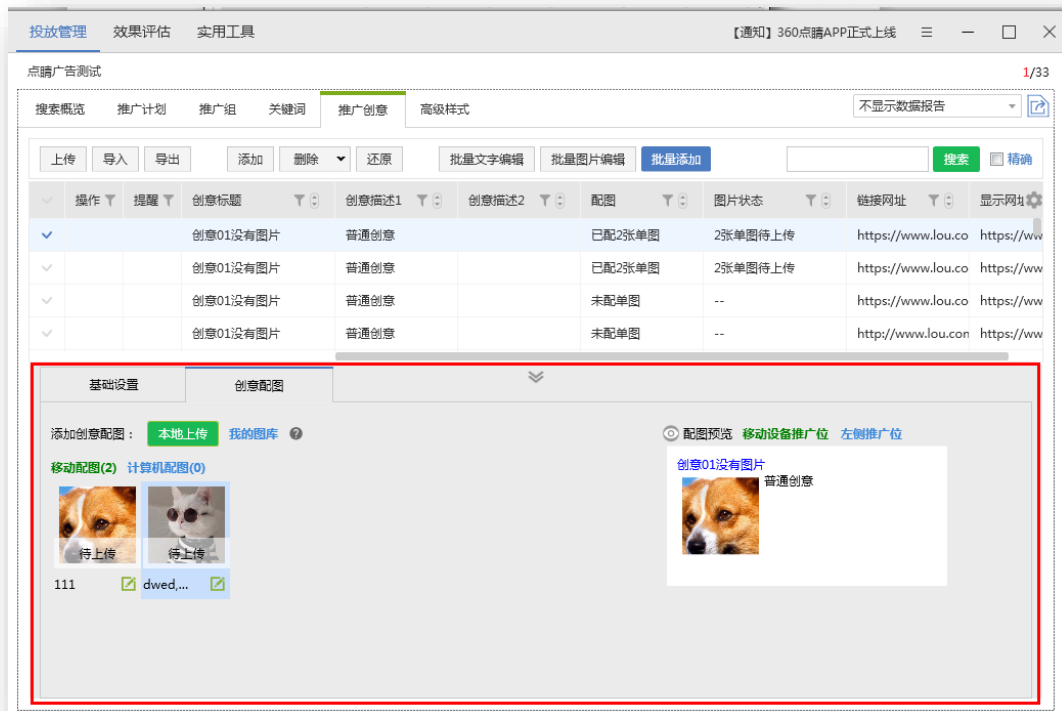 投放管理 效果评估 实用工具 【通知】360点睛APP正式上线
点睛广告测试 1/33
搜索概览 推广计划 推广组 关键词 推广创意 高级样式 不显示数据报告
上传 导入 导出 添加 删除 还原 批量文字编辑 批量图片编辑 批量添加 搜索 精确
操作 提醒 创意标题 创意描述1 创意描述2 配图 图片状态 链接网址 显示网址
创意01没有图片 普通创意 已配2张单图 2张单图待上传 https://www.lou.co https://ww
创意01没有图片 普通创意 已配2张单图 2张单图待上传 https://www.lou.co https://ww
创意01没有图片 普通创意 未配单图 -- https://www.lou.co https://ww
创意01没有图片 普通创意 未配单图 -- http://www.lou.con https://ww
基础设置 创意配图
添加创意配图： 本地上传 我的图库 配图预览 移动设备推广位 左侧推广位
移动配图(2) 计算机配图(0)
创意01没有图片
普通创意
待上传 待上传
111 dwed,...